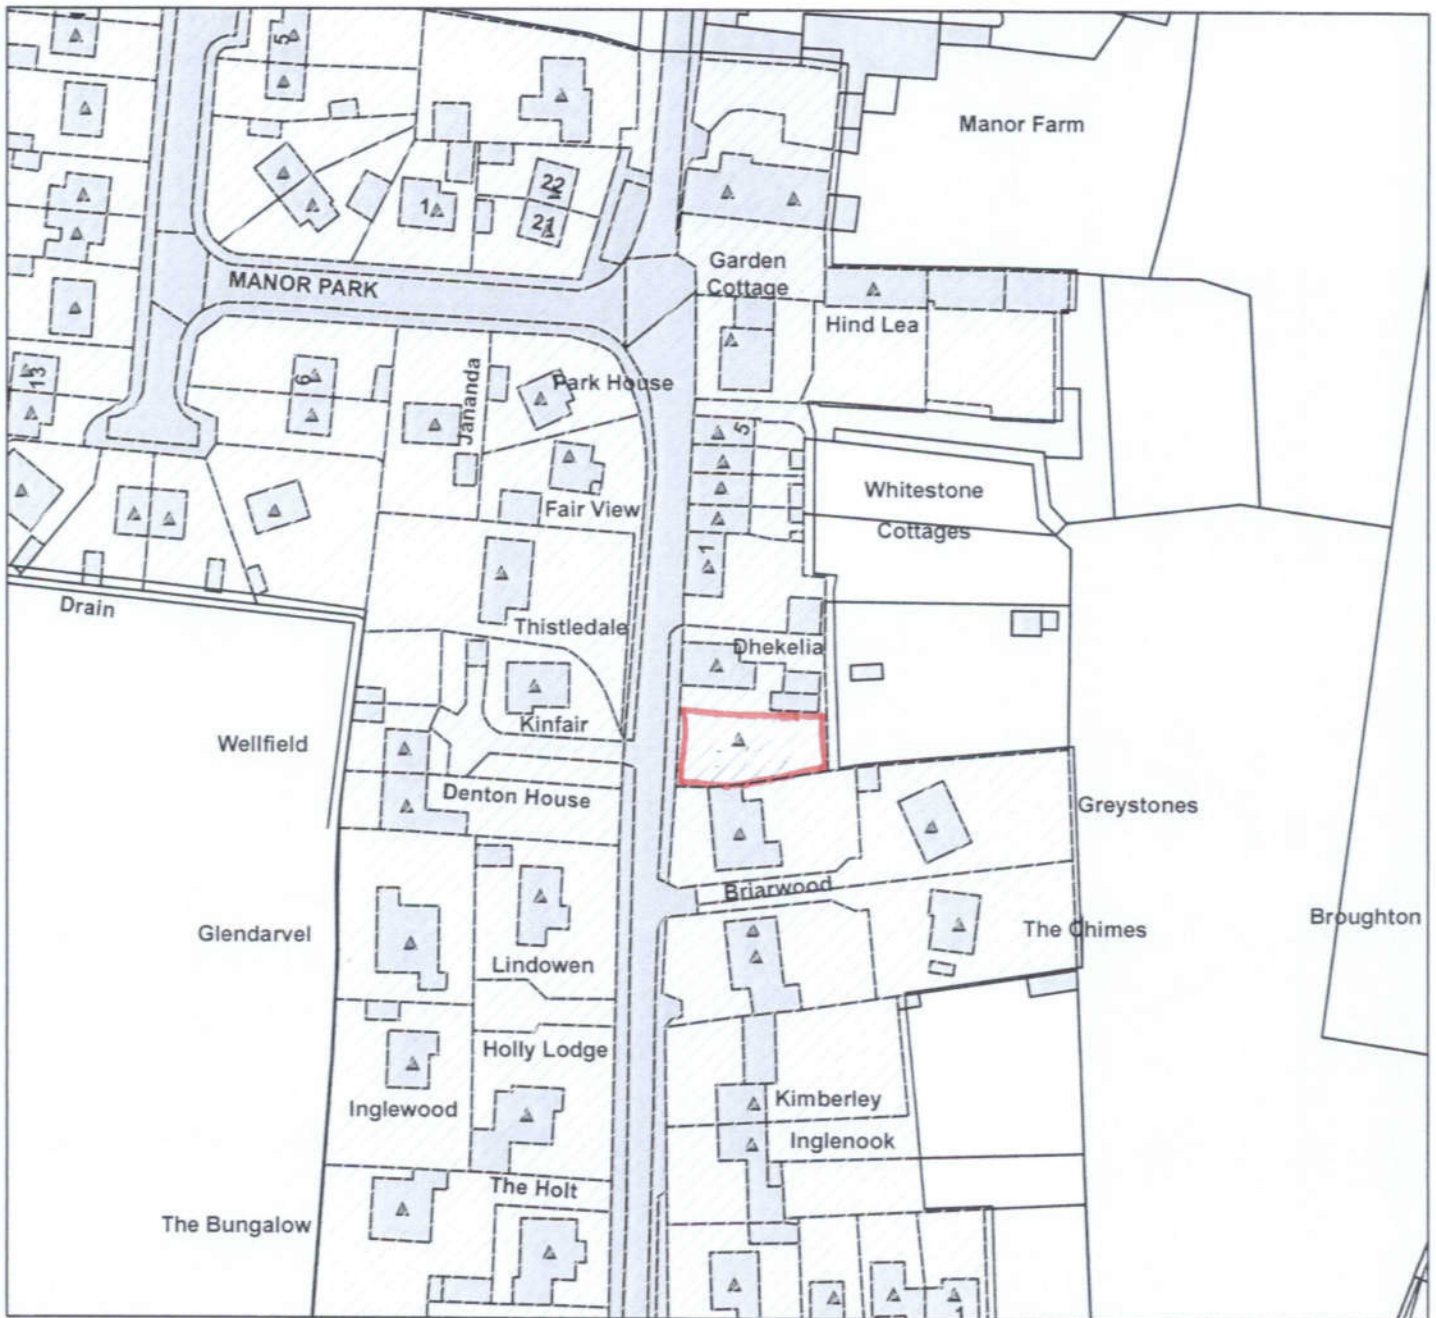 5
Manor Farm
22
1
21
MANOR PARK
Garden
Cottage
Hind Lea
13
6
Jananda
Park House
5
Fair View
Whitestone
Cottages
1
Drain
Thistledale
Dhekelia
Wellfield
Kinfair
Denton House
Greystones
Briarwood
Glendarvel
Lindowen
The Chimes
Broughton
Holly Lodge
Inglewood
Kimberley
Inglenook
The Holt
The Bungalow
1